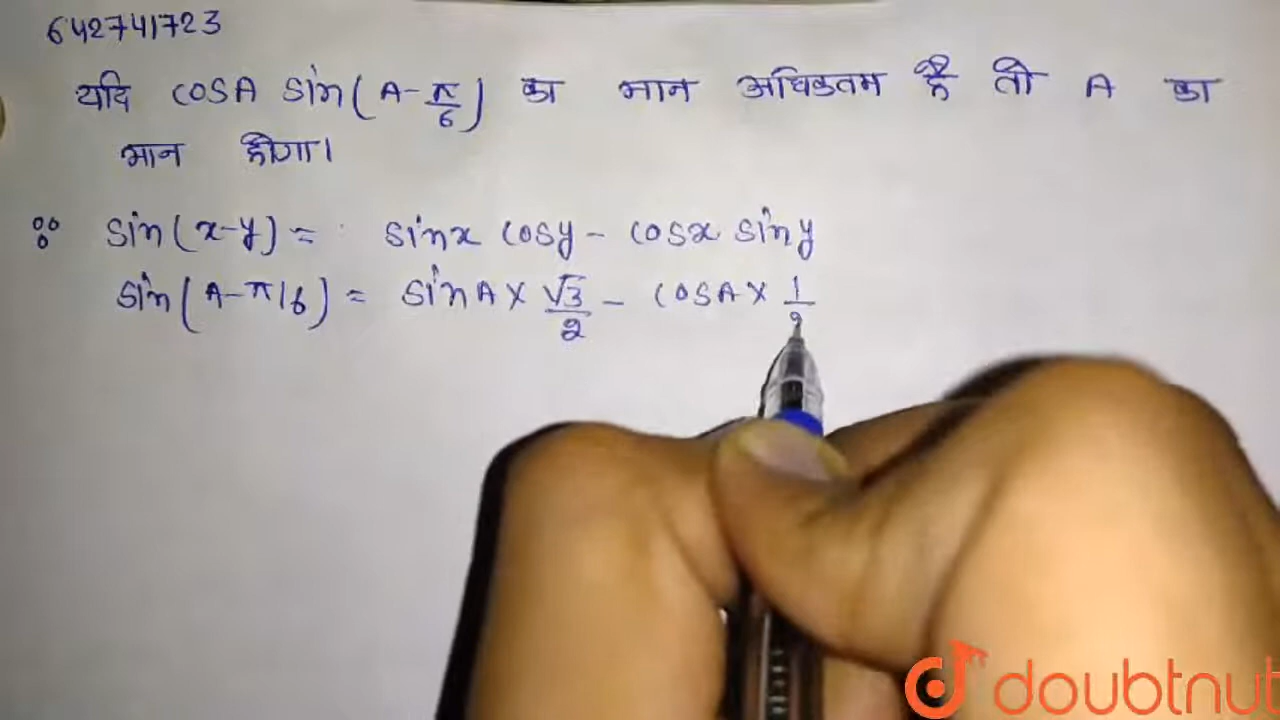 642741723
यदि COSA sin(A-π/6) का मान अधिकतम है तो A का
मान होगा।
∵ sin(x-y)= sinx cosy - cosx siny
sin(A-π/6) = sinA × √3/2 - COSA × 1/2
doubtnut